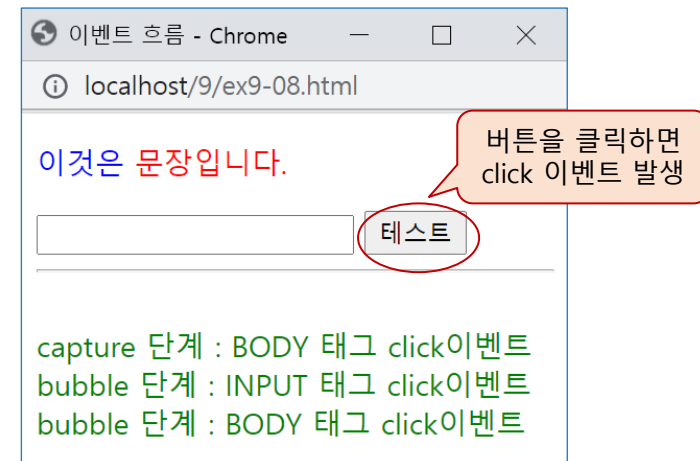 이벤트 흐름 - Chrome
localhost/9/ex9-08.html
버튼을 클릭하면
click 이벤트 발생
이것은 문장입니다.
테스트
capture 단계 : BODY 태그 click이벤트
bubble 단계 : INPUT 태그 click이벤트
bubble 단계 : BODY 태그 click이벤트